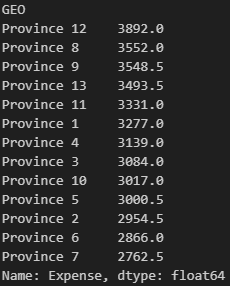 GEO
Province 12    3892.0
Province 8     3552.0
Province 9     3548.5
Province 13    3493.5
Province 11    3331.0
Province 1     3277.0
Province 4     3139.0
Province 3     3084.0
Province 10    3017.0
Province 5     3000.5
Province 2     2954.5
Province 6     2866.0
Province 7     2762.5
Name: Expense, dtype: float64